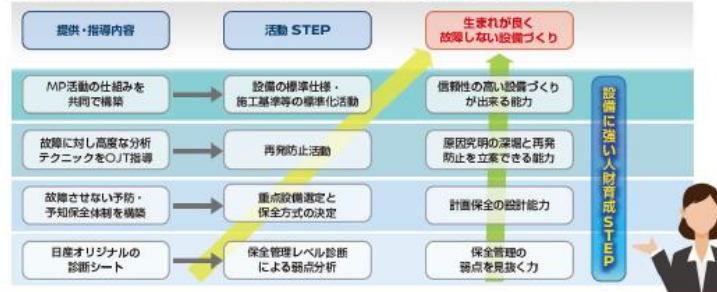 提供・指導内容
活動 STEP
生まれが良く
故障しない設備づくり
MP活動の仕組みを
共同で構築
設備の標準仕様・
施工基準等の標準化活動
信頼性の高い設備づくり
が出来る能力
故障に対し高度な分析
テクニックをOJT指導
再発防止活動
原因究明の深堀と再発
防止を立案できる能力
故障させない予防・
予知保全体制を構築
重点設備選定と
保全方式の決定
計画保全の設計能力
日産オリジナルの
診断シート
保全管理レベル診断
による弱点分析
保全管理の
弱点を見抜く力
設備に強い人財育成STEP